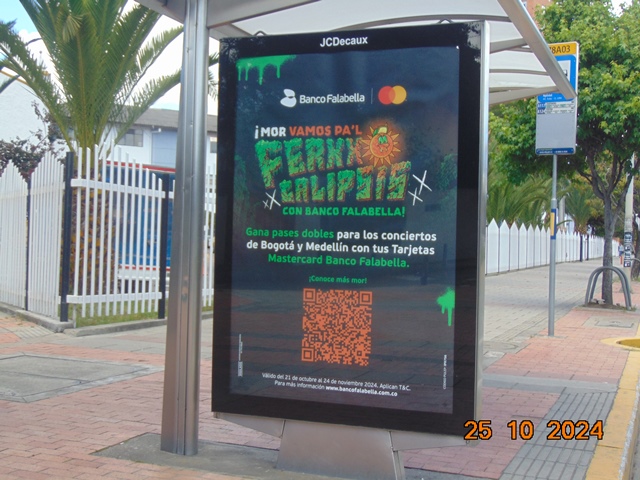 JCDecaux
Banco Falabella
¡MOR VAMOS PA'L
FERXXO
CALIPSIS
CON BANCO FALABELLA!
Gana pases dobles para los conciertos
de Bogotá y Medellín con tus Tarjetas
Mastercard Banco Falabella.
¡Conoce más mor!
Válido del 21 de octubre al 24 de noviembre 2024. Aplican T&C.
Para más información www.bancofalabella.com.co
25 10 2024